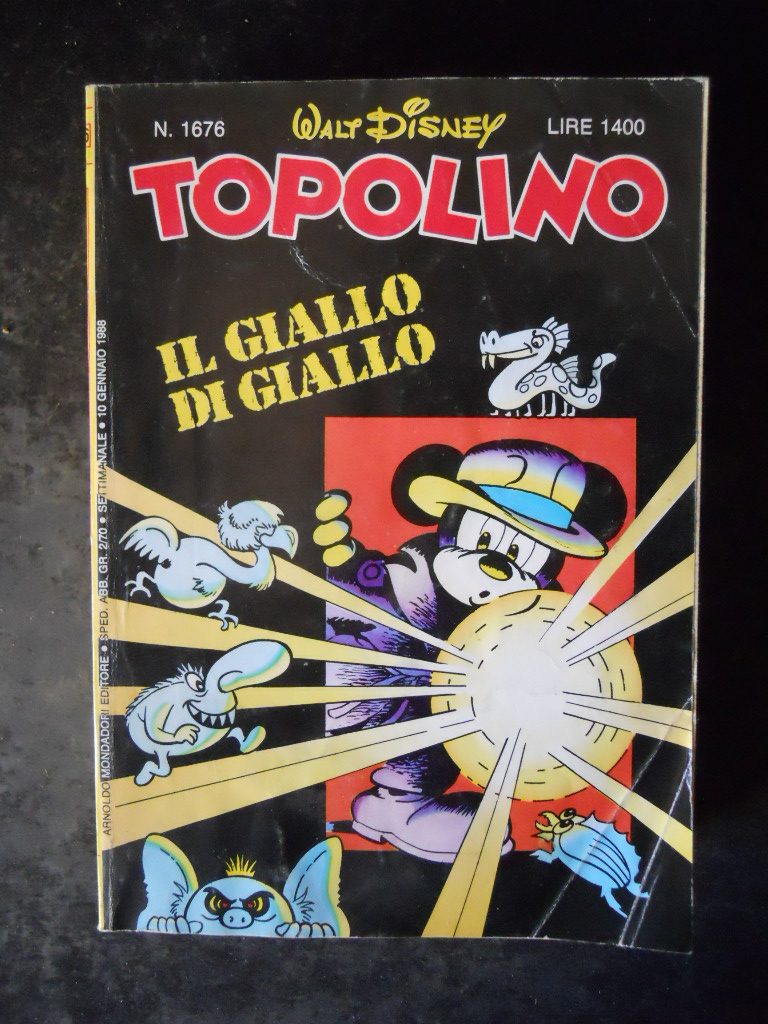 N. 1676
WALT DISNEY
LIRE 1400
TOPOLINO
IL GIALLO
DI GIALLO
ARNOLDO MONDADORI EDITORE • SPED. ABB. GR. 2/70 • SETTIMANALE • 10 GENNAIO 1988